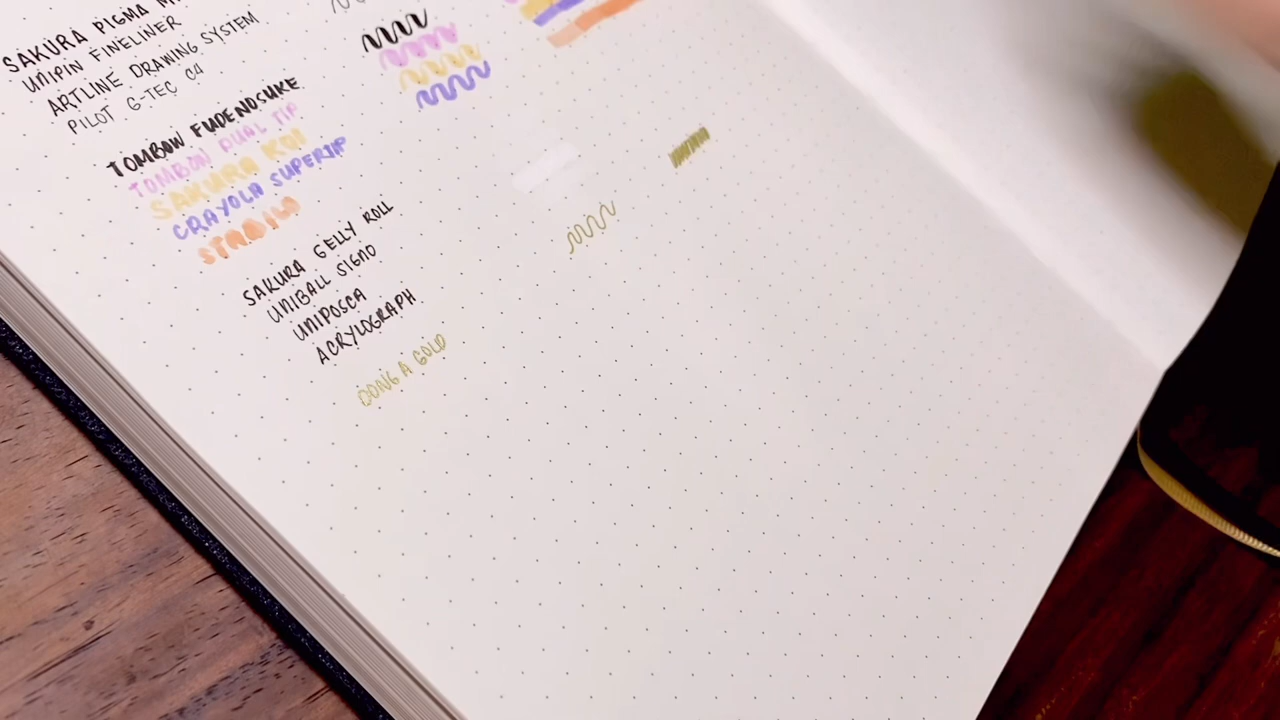 SAKURA PIGMA
UNIPIN FINELINER
ARTLINE DRAWING SYSTEM
PILOT G-TEC C4
TOMBOW FUDENOSUKE
TOMBOW DUAL TIP
SAKURA KOI
CRAYOLA SUPERTIP
STABILO
SAKURA GELLY ROLL
UNIBALL SIGNO
UNIPOSCA
ACRYLOGRAPH
DONG A GOLD